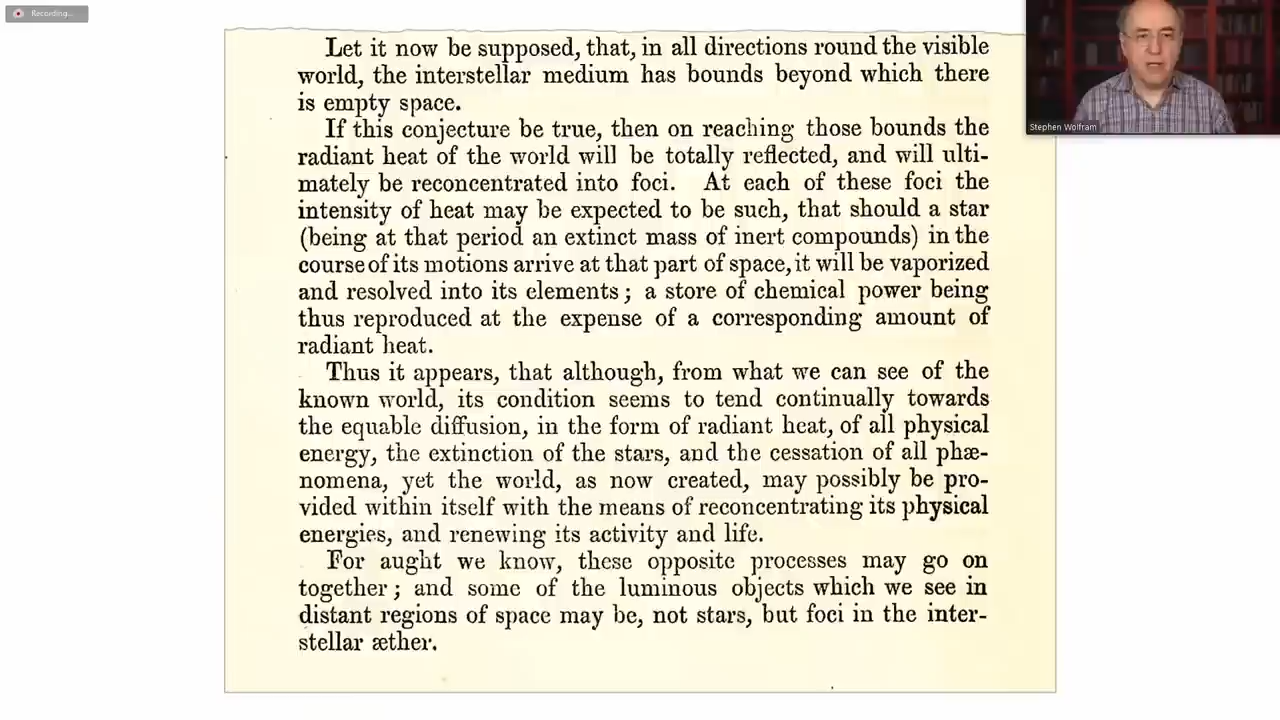 Recording...
Let it now be supposed, that, in all directions round the visible
world, the interstellar medium has bounds beyond which there
is empty space.
If this conjecture be true, then on reaching those bounds the
radiant heat of the world will be totally reflected, and will ulti-
mately be reconcentrated into foci. At each of these foci the
intensity of heat may be expected to be such, that should a star
(being at that period an extinct mass of inert compounds) in the
course of its motions arrive at that part of space, it will be vaporized
and resolved into its elements; a store of chemical power being
thus reproduced at the expense of a corresponding amount of
radiant heat.
Thus it appears, that although, from what we can see of the
known world, its condition seems to tend continually towards
the equable diffusion, in the form of radiant heat, of all physical
energy, the extinction of the stars, and the cessation of all phæ-
nomena, yet the world, as now created, may possibly be pro-
vided within itself with the means of reconcentrating its physical
energies, and renewing its activity and life.
For aught we know, these opposite processes may go on
together; and some of the luminous objects which we see in
distant regions of space may be, not stars, but foci in the inter-
stellar æther.
Stephen Wolfram